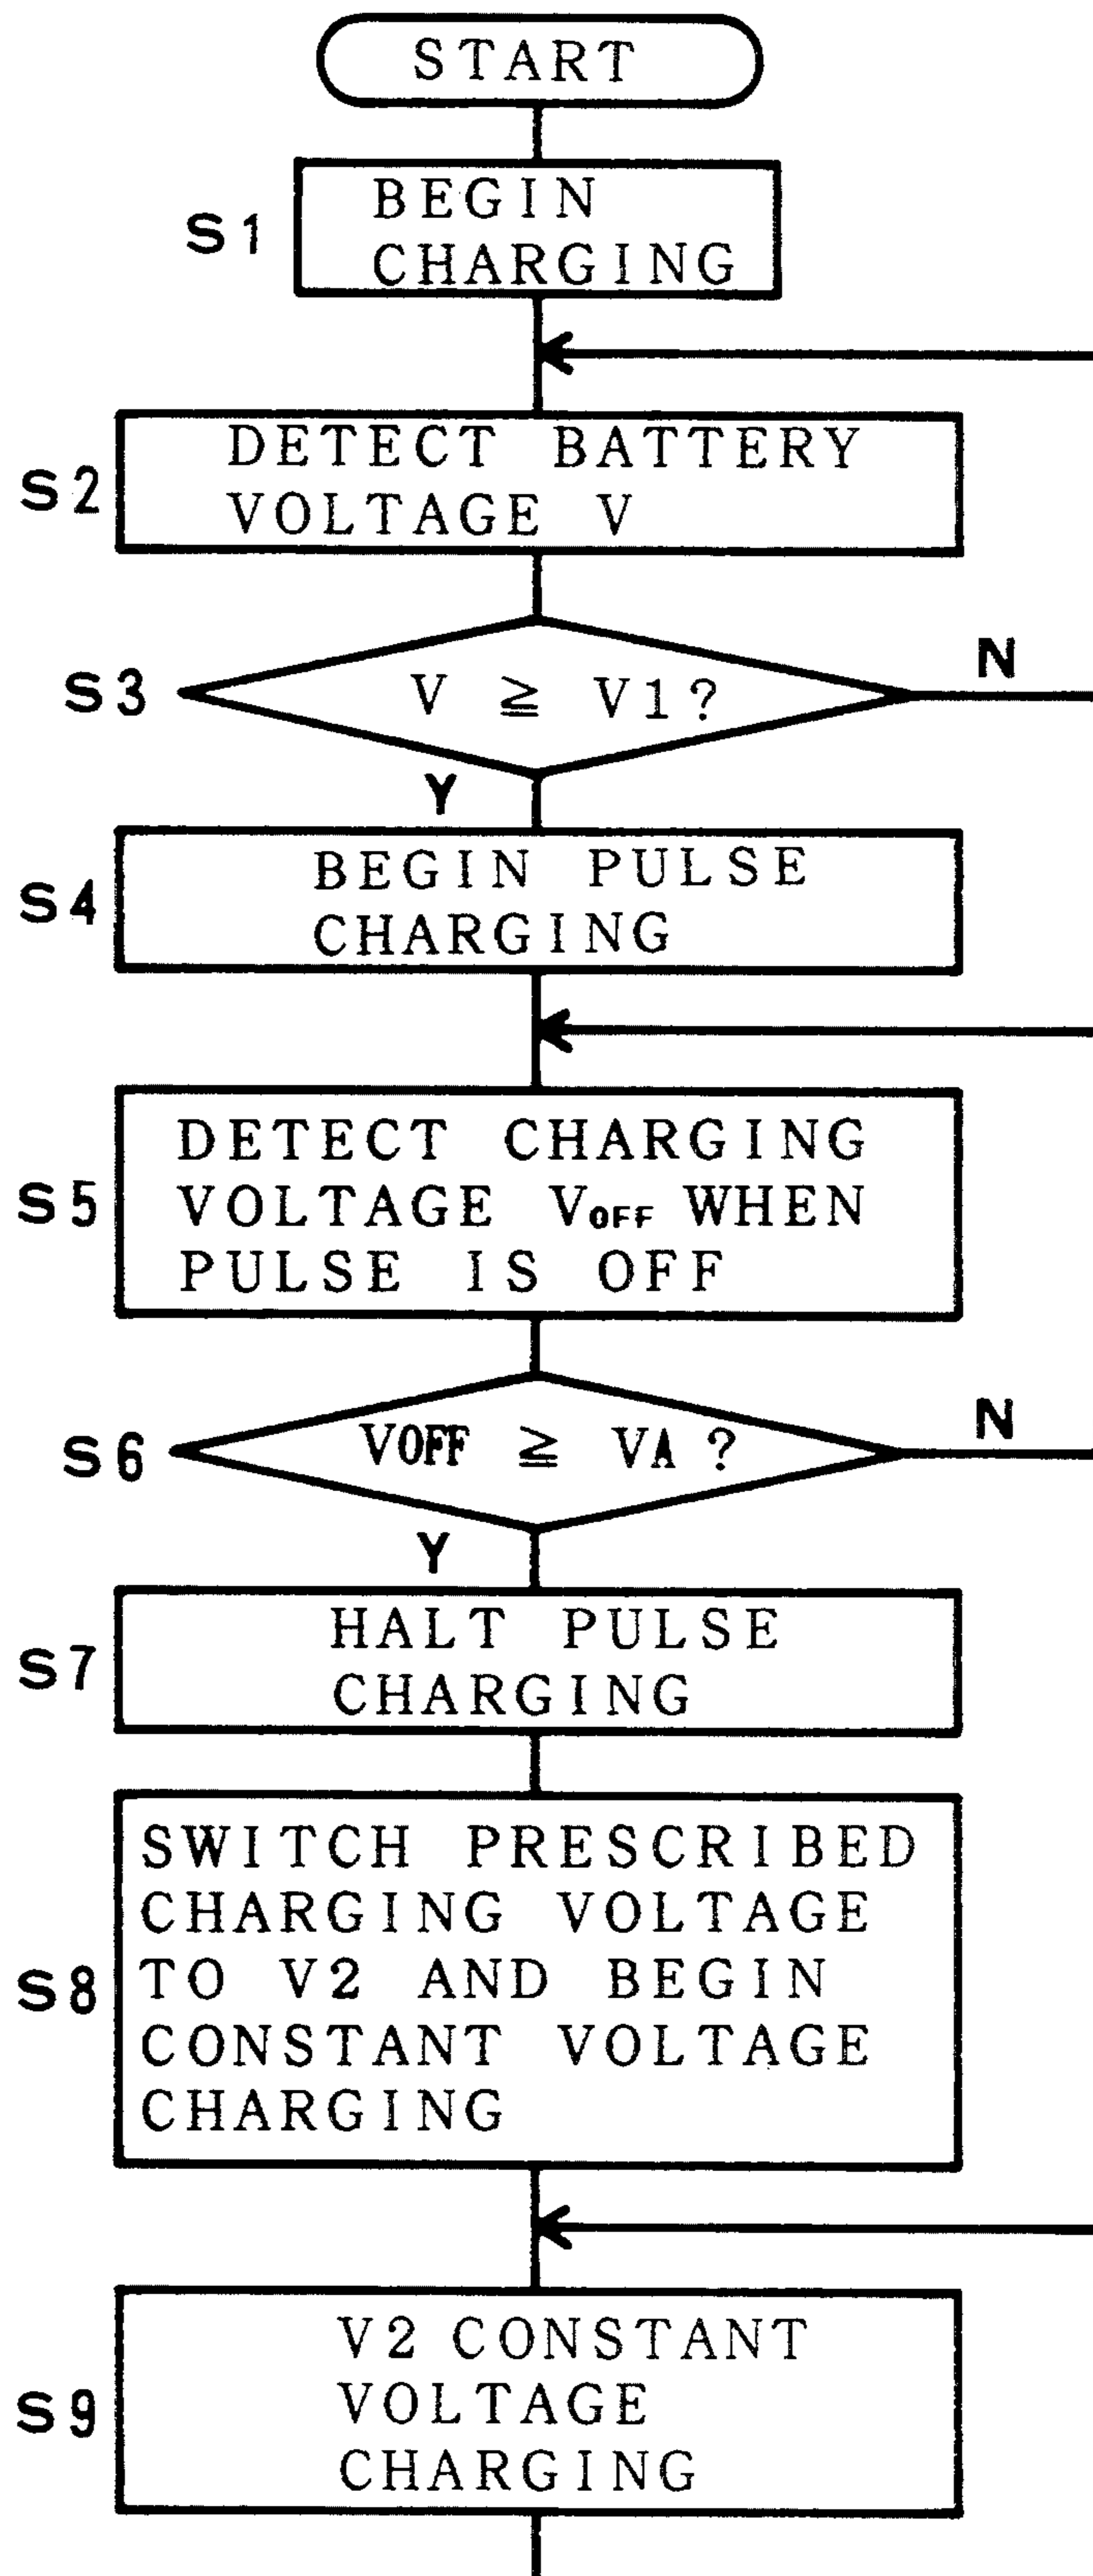 START
S1
BEGIN
CHARGING
S2
DETECT BATTERY
VOLTAGE V
S3
V ≧ V1?
N
Y
S4
BEGIN PULSE
CHARGING
S5
DETECT CHARGING
VOLTAGE VOFF WHEN
PULSE IS OFF
S6
VOFF ≧ VA ?
N
Y
S7
HALT PULSE
CHARGING
S8
SWITCH PRESCRIBED
CHARGING VOLTAGE
TO V2 AND BEGIN
CONSTANT VOLTAGE
CHARGING
S9
V2 CONSTANT
VOLTAGE
CHARGING